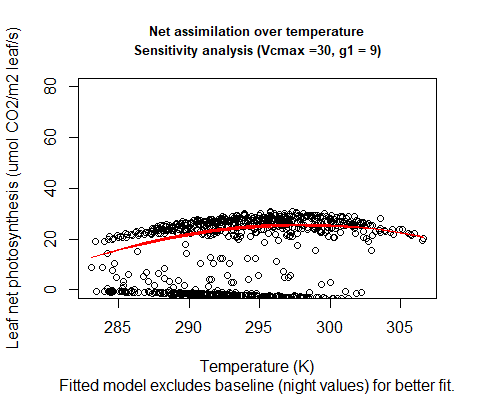 Net assimilation over temperature
Sensitivity analysis (Vcmax =30, g1 = 9)
Leaf net photosynthesis (umol CO2/m2 leaf/s)
80
60
40
20
0
285 290 295 300 305
Temperature (K)
Fitted model excludes baseline (night values) for better fit.